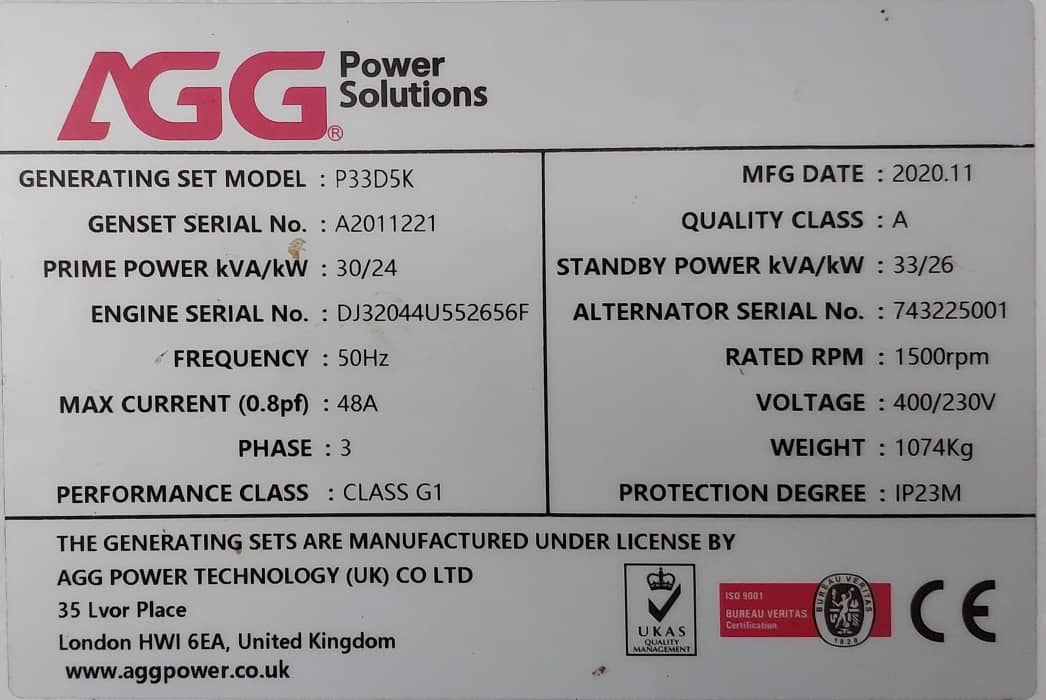 AGG® Power
Solutions
GENERATING SET MODEL : P33D5K
GENSET SERIAL No. : A2011221
PRIME POWER kVA/kW : 30/24
ENGINE SERIAL No. : DJ32044U552656F
FREQUENCY : 50Hz
MAX CURRENT (0.8pf) : 48A
PHASE : 3
PERFORMANCE CLASS : CLASS G1
MFG DATE : 2020.11
QUALITY CLASS : A
STANDBY POWER kVA/kW : 33/26
ALTERNATOR SERIAL No. : 743225001
RATED RPM : 1500rpm
VOLTAGE : 400/230V
WEIGHT : 1074Kg
PROTECTION DEGREE : IP23M
THE GENERATING SETS ARE MANUFACTURED UNDER LICENSE BY
AGG POWER TECHNOLOGY (UK) CO LTD
35 Lvor Place
London HWI 6EA, United Kingdom
www.aggpower.co.uk
UKAS
QUALITY
MANAGEMENT
ISO 9001
BUREAU VERITAS
Certification
BUREAU VERITAS
1828
CE